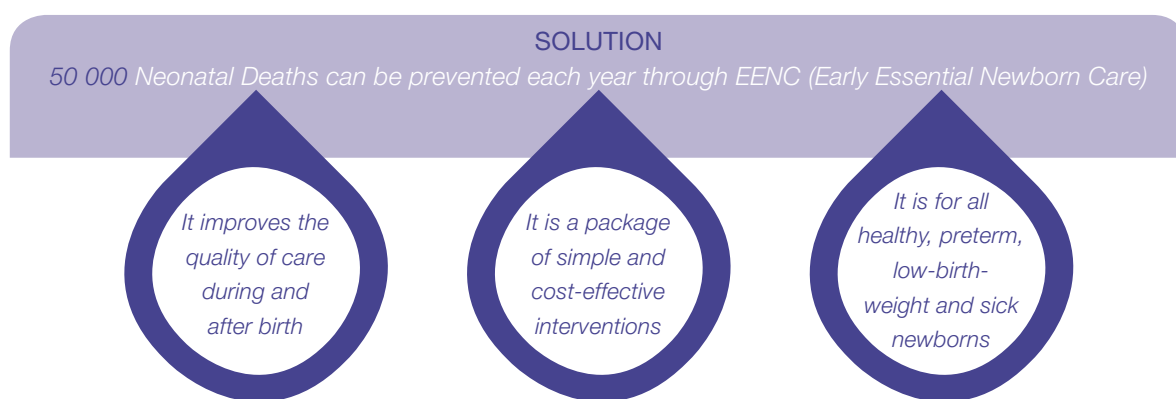 SOLUTION
50 000 Neonatal Deaths can be prevented each year through EENC (Early Essential Newborn Care)
It improves the
quality of care
during and
after birth
It is a package
of simple and
cost-effective
interventions
It is for all
healthy, preterm,
low-birth-
weight and sick
newborns